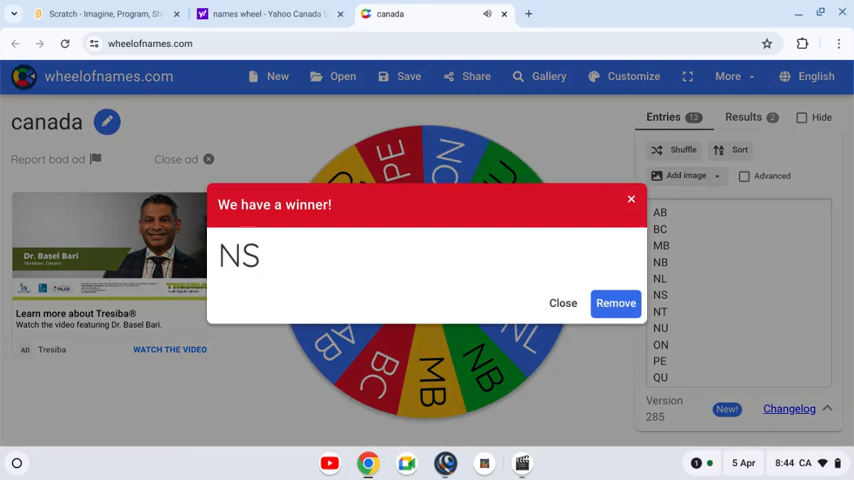 Scratch - Imagine, Program, Sh
names wheel - Yahoo Canada S
canada
wheelofnames.com
wheelofnames.com
New
Open
Save
Share
Gallery
Customize
More
English
canada
Report bad ad
Close ad
Entries 13
Results 2
Hide
Shuffle
Sort
Add image
Advanced
AB
BC
MB
NB
NL
NS
NT
NU
ON
PE
QU
PE
ON
NU
AB
BC
MB
NB
NL
We have a winner!
NS
Close
Remove
Dr. Basel Bari
Learn more about Tresiba®
Watch the video featuring Dr. Basel Bari.
AD Tresiba
WATCH THE VIDEO
Version
285
New!
Changelog
1
5 Apr
8:44 CA